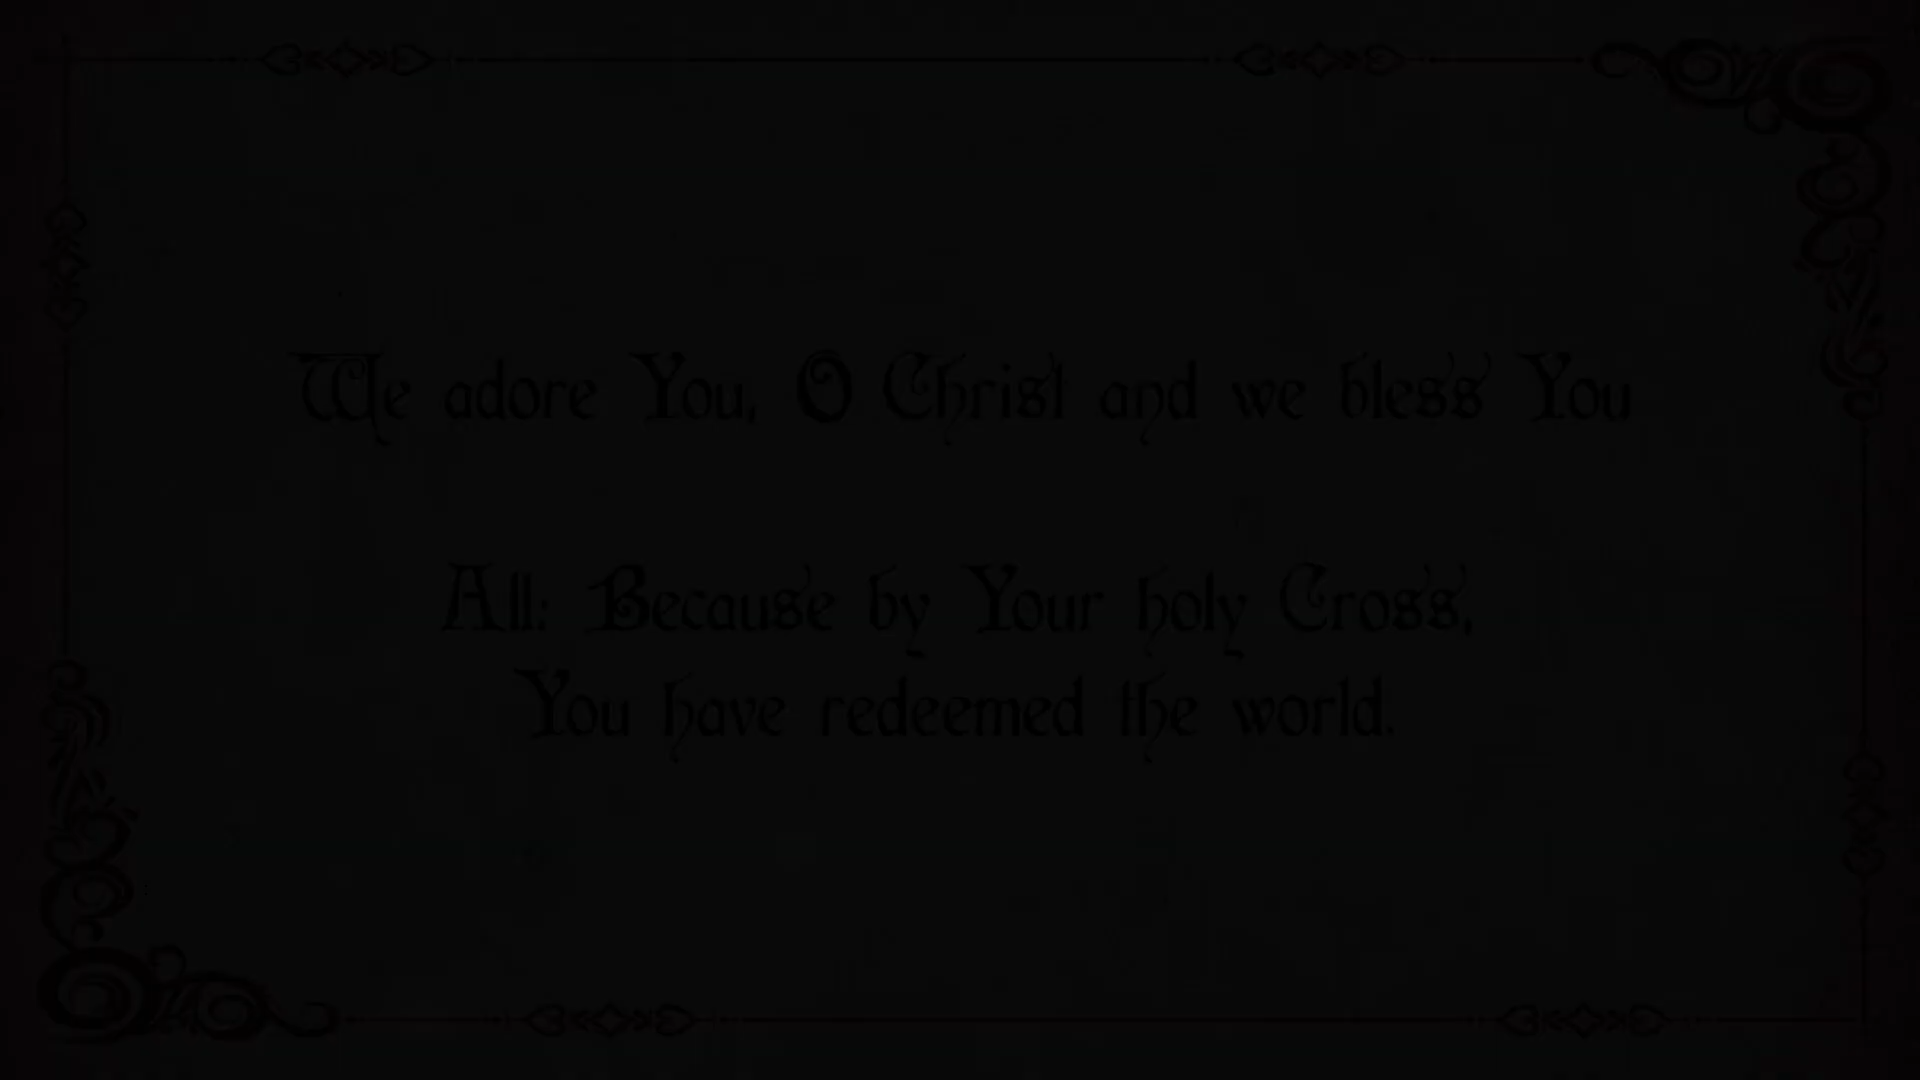 We adore You, O Christ and we bless You
All: Because by Your holy Cross,
You have redeemed the world.